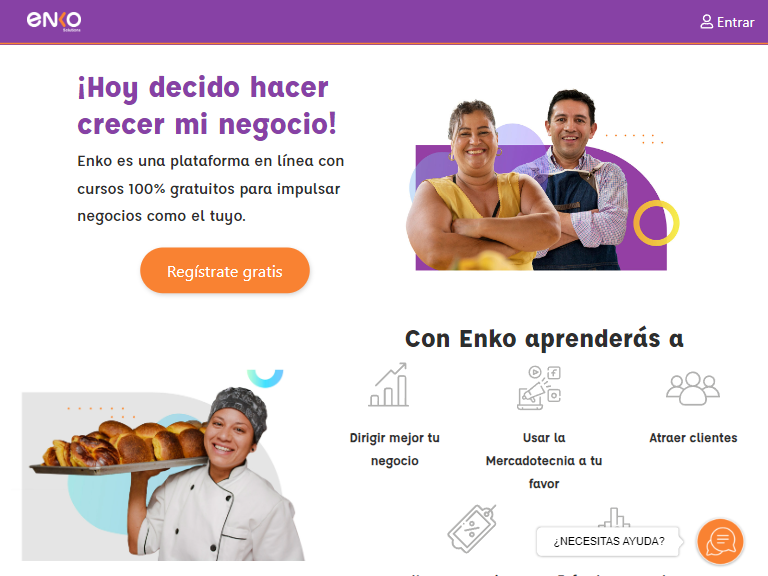 enko
Solutions
Entrar
¡Hoy decido hacer
crecer mi negocio!
Enko es una plataforma en línea con
cursos 100% gratuitos para impulsar
negocios como el tuyo.
Regístrate gratis
Con Enko aprenderás a
Dirigir mejor tu
negocio
Usar la
Mercadotecnia a tu
favor
Atraer clientes
¿NECESITAS AYUDA?